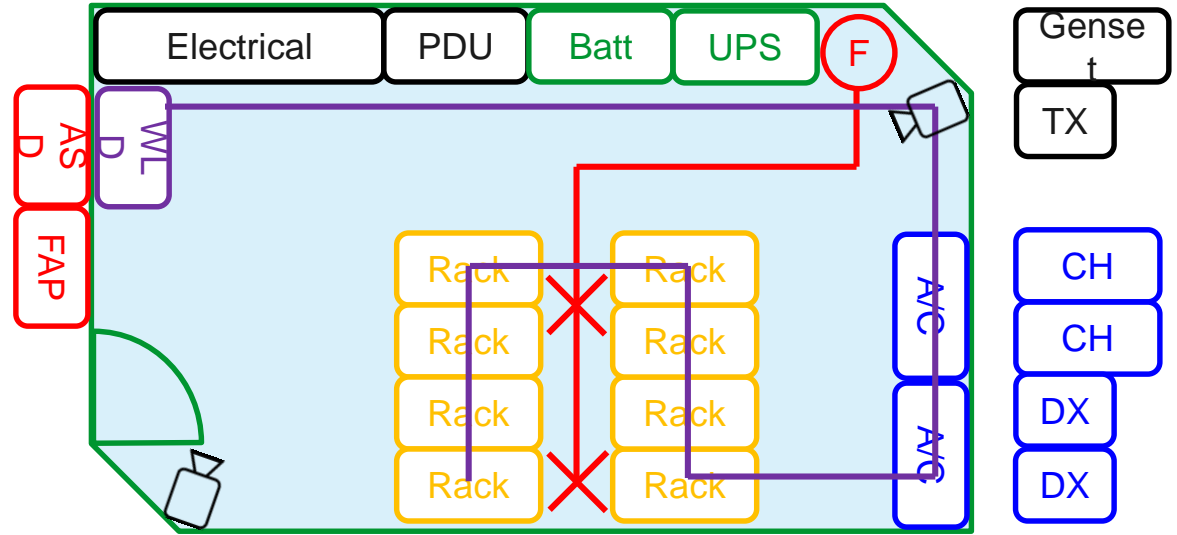 Electrical
PDU
Batt
UPS
F
Gense
t
TX
AS
D
WL
D
FAP
Rack
Rack
Rack
Rack
Rack
Rack
Rack
Rack
A/C
A/C
CH
CH
DX
DX